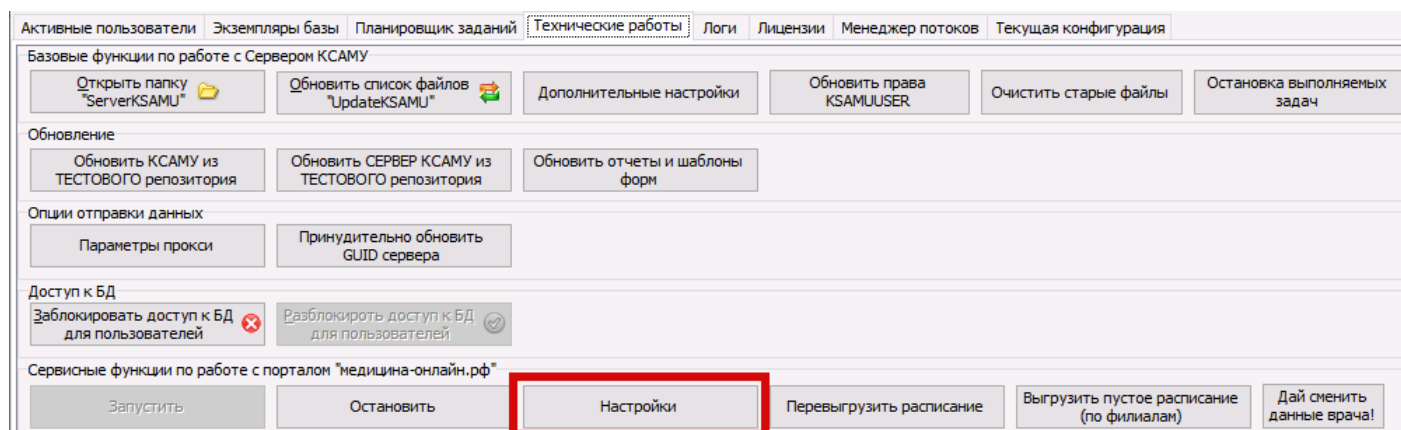 Активные пользователи Экземпляры базы Планировщик заданий Технические работы Логи Лицензии Менеджер потоков Текущая конфигурация
Базовые функции по работе с Сервером КСАМУ
Открыть папку "ServerKSAMU"
Обновить список файлов "UpdateKSAMU"
Дополнительные настройки
Обновить права KSAMUUSER
Очистить старые файлы
Остановка выполняемых задач
Обновление
Обновить КСАМУ из ТЕСТОВОГО репозитория
Обновить СЕРВЕР КСАМУ из ТЕСТОВОГО репозитория
Обновить отчеты и шаблоны форм
Опции отправки данных
Параметры прокси
Принудительно обновить GUID сервера
Доступ к БД
Заблокировать доступ к БД для пользователей
Разблокироть доступ к БД для пользователей
Сервисные функции по работе с порталом "медицина-онлайн.рф"
Запустить
Остановить
Настройки
Перевыгрузить расписание
Выгрузить пустое расписание (по филиалам)
Дай сменить данные врача!